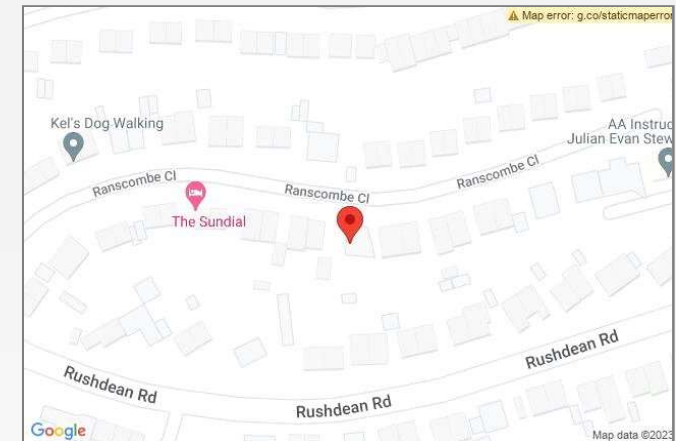 Map error: g.co/staticmaperror
Kel's Dog Walking
AA Instruc
Julian Evan Stew
Ranscombe Cl
Ranscombe Cl
Ranscombe Cl
The Sundial
Rushdean Rd
Rushdean Rd
Rushdean Rd
Google
Map data ©2023